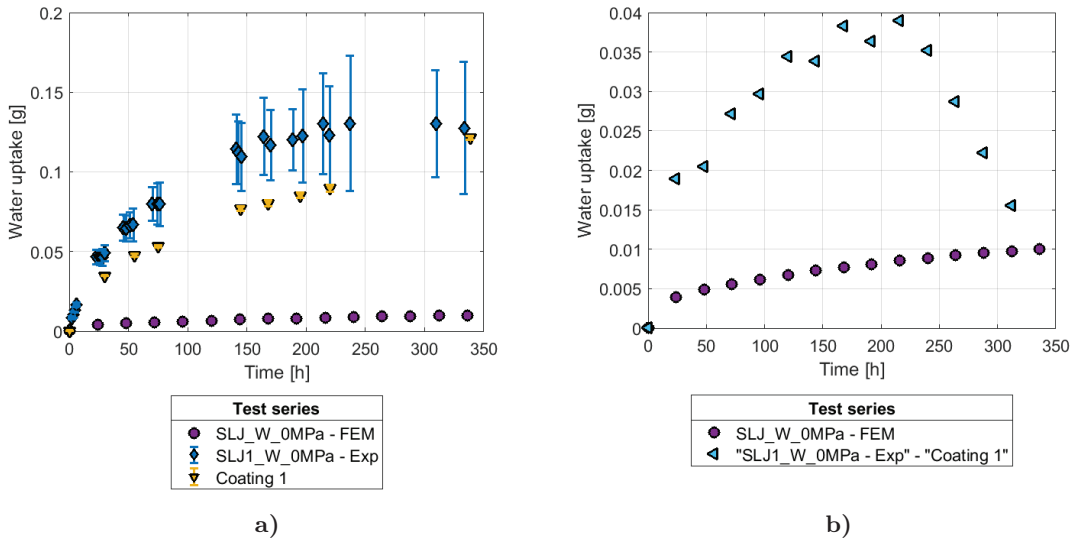 0.2
0.15
0.1
0.05
0
Water uptake [g]
0 50 100 150 200 250 300 350
Time [h]
Test series
SLJ_W_0MPa - FEM
SLJ1_W_0MPa - Exp
Coating 1
a)
0.04
0.035
0.03
0.025
0.02
0.015
0.01
0.005
0
Water uptake [g]
0 50 100 150 200 250 300 350
Time [h]
Test series
SLJ_W_0MPa - FEM
"SLJ1_W_0MPa - Exp" - "Coating 1"
b)